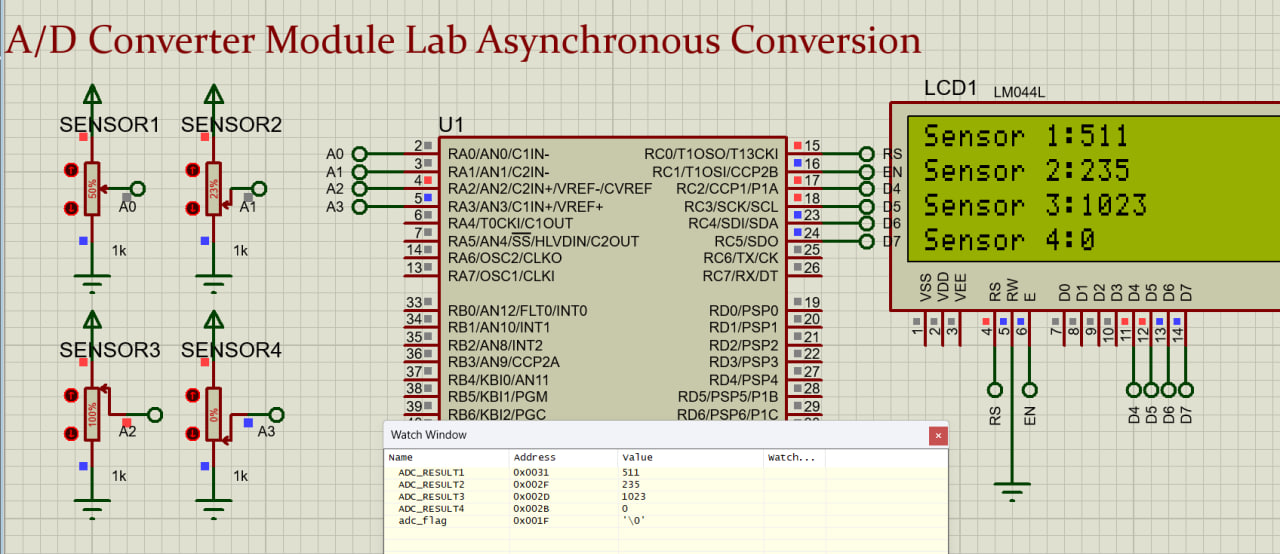 A/D Converter Module Lab Asynchronous Conversion
LCD1 LM044L
SENSOR1 SENSOR2 U1
50% A0 23% A1
1k 1k
SENSOR3 SENSOR4
100% A2 0% A3
1k 1k
A0 2 RA0/AN0/C1IN- RC0/T1OSO/T13CKI 15 RS
A1 3 RA1/AN1/C2IN- RC1/T1OSI/CCP2B 16 EN
A2 4 RA2/AN2/C2IN+/VREF-/CVREF RC2/CCP1/P1A 17 D4
A3 5 RA3/AN3/C1IN+/VREF+ RC3/SCK/SCL 18 D5
6 RA4/T0CKI/C1OUT RC4/SDI/SDA 23 D6
7 RA5/AN4/SS/HLVDIN/C2OUT RC5/SDO 24 D7
14 RA6/OSC2/CLKO RC6/TX/CK 25
13 RA7/OSC1/CLKI RC7/RX/DT 26
33 RB0/AN12/FLT0/INT0 RD0/PSP0 19
34 RB1/AN10/INT1 RD1/PSP1 20
35 RB2/AN8/INT2 RD2/PSP2 21
36 RB3/AN9/CCP2A RD3/PSP3 22
37 RB4/KBI0/AN11 RD4/PSP4 27
38 RB5/KBI1/PGM RD5/PSP5/P1B 28
39 RB6/KBI2/PGC RD6/PSP6/P1C 29
Sensor 1:511
Sensor 2:235
Sensor 3:1023
Sensor 4:0
VSS VDD VEE RS RW E D0 D1 D2 D3 D4 D5 D6 D7
1 2 3 4 5 6 7 8 9 10 11 12 13 14
RS EN D4 D5 D6 D7
Watch Window
Name Address Value Watch...
ADC_RESULT1 0x0031 511
ADC_RESULT2 0x002F 235
ADC_RESULT3 0x002D 1023
ADC_RESULT4 0x002B 0
adc_flag 0x001F '\0'